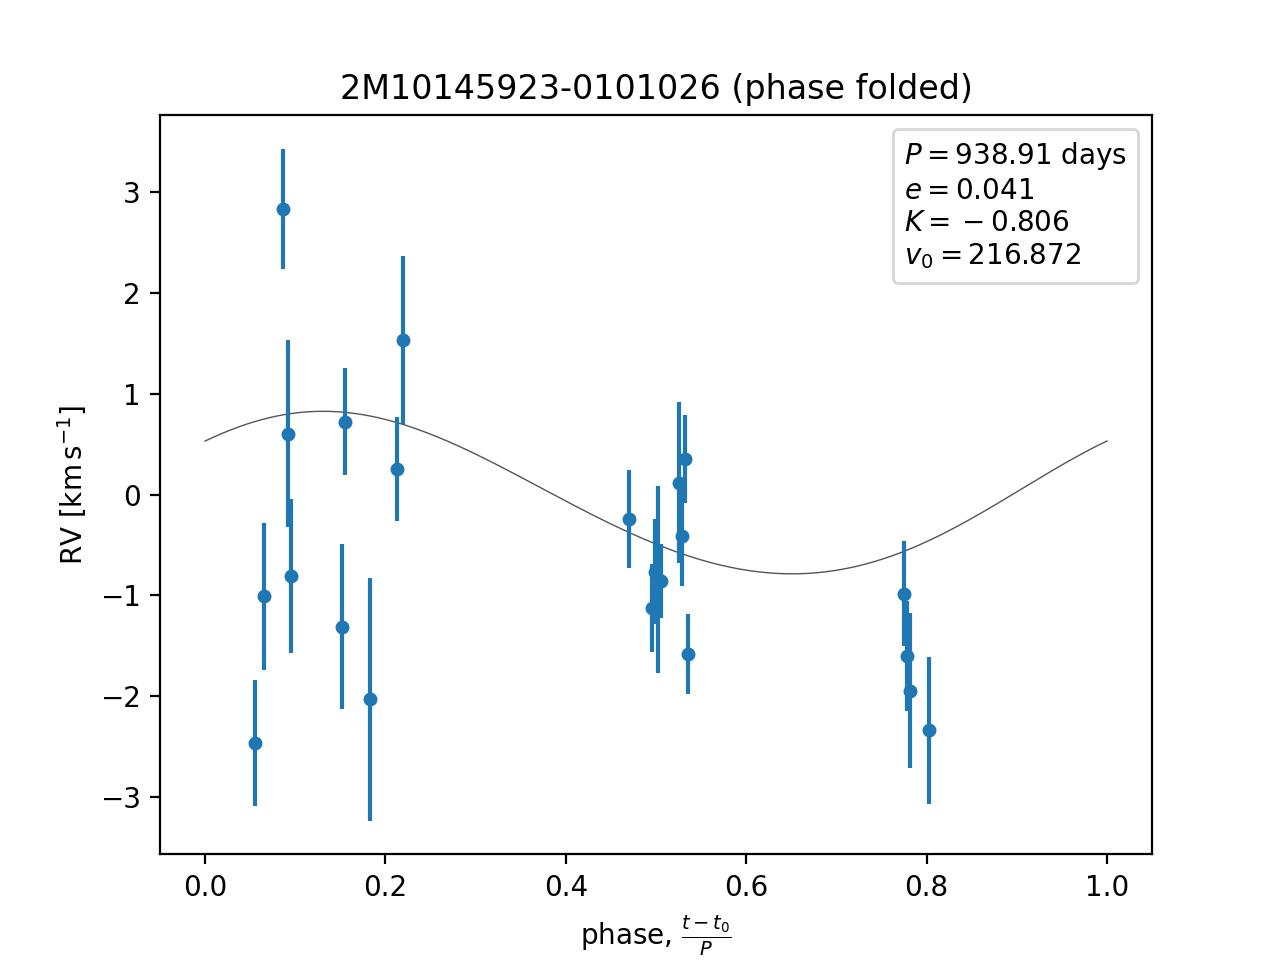 2M10145923-0101026 (phase folded)
P = 938.91 days
e = 0.041
K = −0.806
v₀ = 216.872
3
2
1
0
−1
−2
−3
RV [km s⁻¹]
0.0 0.2 0.4 0.6 0.8 1.0
phase, (t − t₀)/P